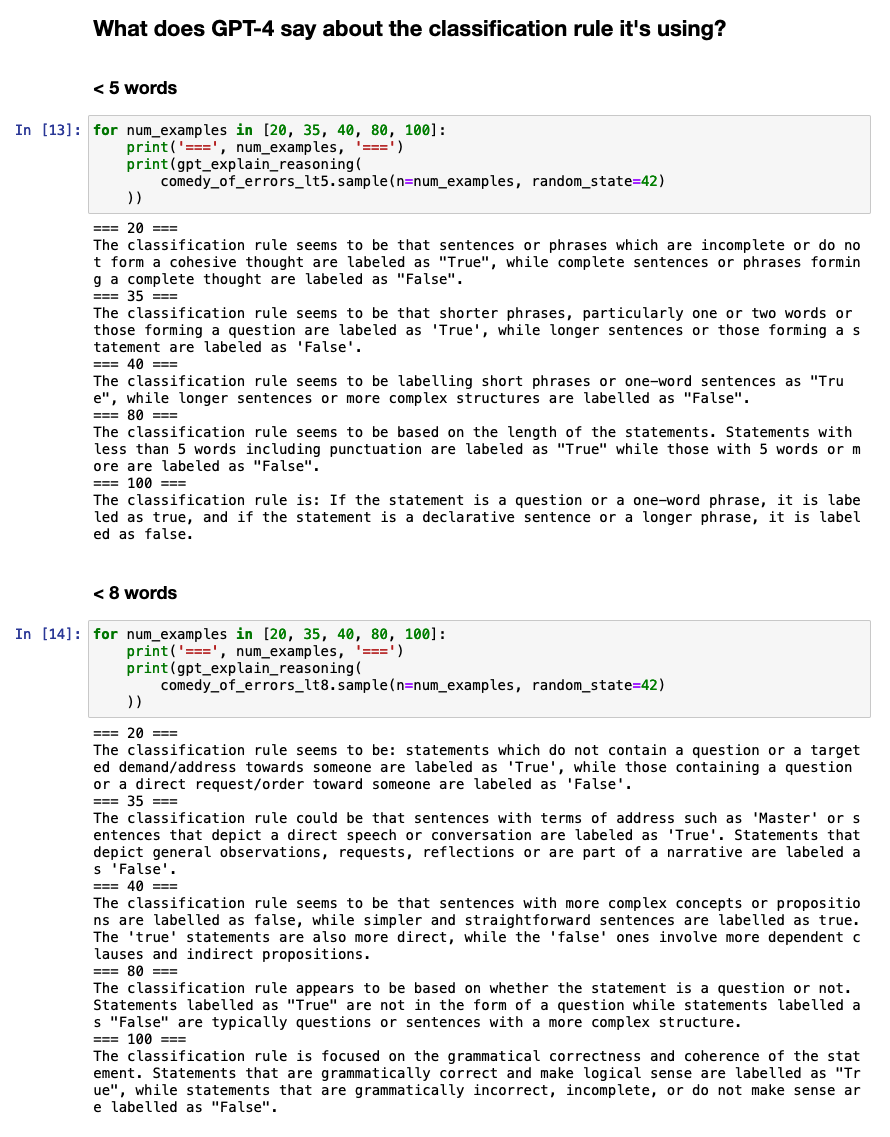 What does GPT-4 say about the classification rule it's using?
< 5 words
In [13]: for num_examples in [20, 35, 40, 80, 100]:
    print('===', num_examples, '===')
    print(gpt_explain_reasoning(
        comedy_of_errors_lt5.sample(n=num_examples, random_state=42)
    ))
=== 20 ===
The classification rule seems to be that sentences or phrases which are incomplete or do no
t form a cohesive thought are labeled as "True", while complete sentences or phrases formin
g a complete thought are labeled as "False".
=== 35 ===
The classification rule seems to be that shorter phrases, particularly one or two words or
those forming a question are labeled as 'True', while longer sentences or those forming a s
tatement are labeled as 'False'.
=== 40 ===
The classification rule seems to be labelling short phrases or one-word sentences as "Tru
e", while longer sentences or more complex structures are labelled as "False".
=== 80 ===
The classification rule seems to be based on the length of the statements. Statements with
less than 5 words including punctuation are labeled as "True" while those with 5 words or m
ore are labeled as "False".
=== 100 ===
The classification rule is: If the statement is a question or a one-word phrase, it is labe
led as true, and if the statement is a declarative sentence or a longer phrase, it is label
ed as false.
< 8 words
In [14]: for num_examples in [20, 35, 40, 80, 100]:
    print('===', num_examples, '===')
    print(gpt_explain_reasoning(
        comedy_of_errors_lt8.sample(n=num_examples, random_state=42)
    ))
=== 20 ===
The classification rule seems to be: statements which do not contain a question or a target
ed demand/address towards someone are labeled as 'True', while those containing a question
or a direct request/order toward someone are labeled as 'False'.
=== 35 ===
The classification rule could be that sentences with terms of address such as 'Master' or s
entences that depict a direct speech or conversation are labeled as 'True'. Statements that
depict general observations, requests, reflections or are part of a narrative are labeled a
s 'False'.
=== 40 ===
The classification rule seems to be that sentences with more complex concepts or propositio
ns are labelled as false, while simpler and straightforward sentences are labelled as true.
The 'true' statements are also more direct, while the 'false' ones involve more dependent c
lauses and indirect propositions.
=== 80 ===
The classification rule appears to be based on whether the statement is a question or not.
Statements labelled as "True" are not in the form of a question while statements labelled a
s "False" are typically questions or sentences with a more complex structure.
=== 100 ===
The classification rule is focused on the grammatical correctness and coherence of the stat
ement. Statements that are grammatically correct and make logical sense are labelled as "Tr
ue", while statements that are grammatically incorrect, incomplete, or do not make sense ar
e labelled as "False".